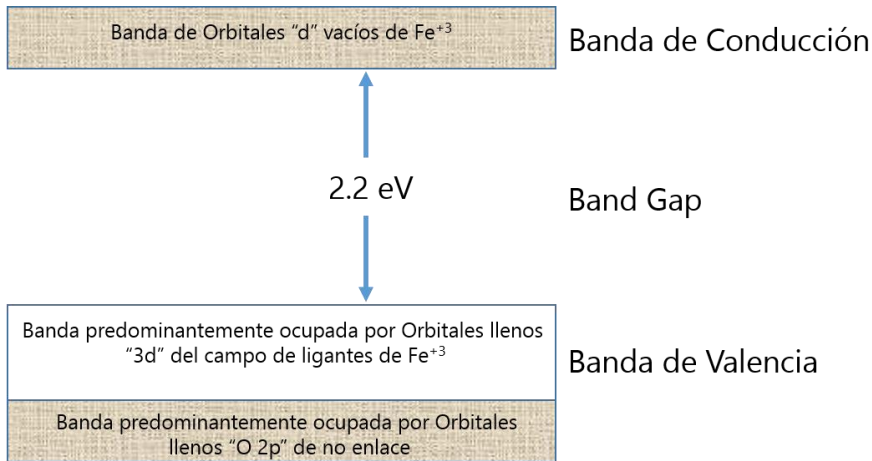 Banda de Orbitales “d” vacíos de Fe⁺³
Banda de Conducción
2.2 eV
Band Gap
Banda predominantemente ocupada por Orbitales llenos
“3d” del campo de ligantes de Fe⁺³
Banda de Valencia
Banda predominantemente ocupada por Orbitales
llenos “O 2p” de no enlace